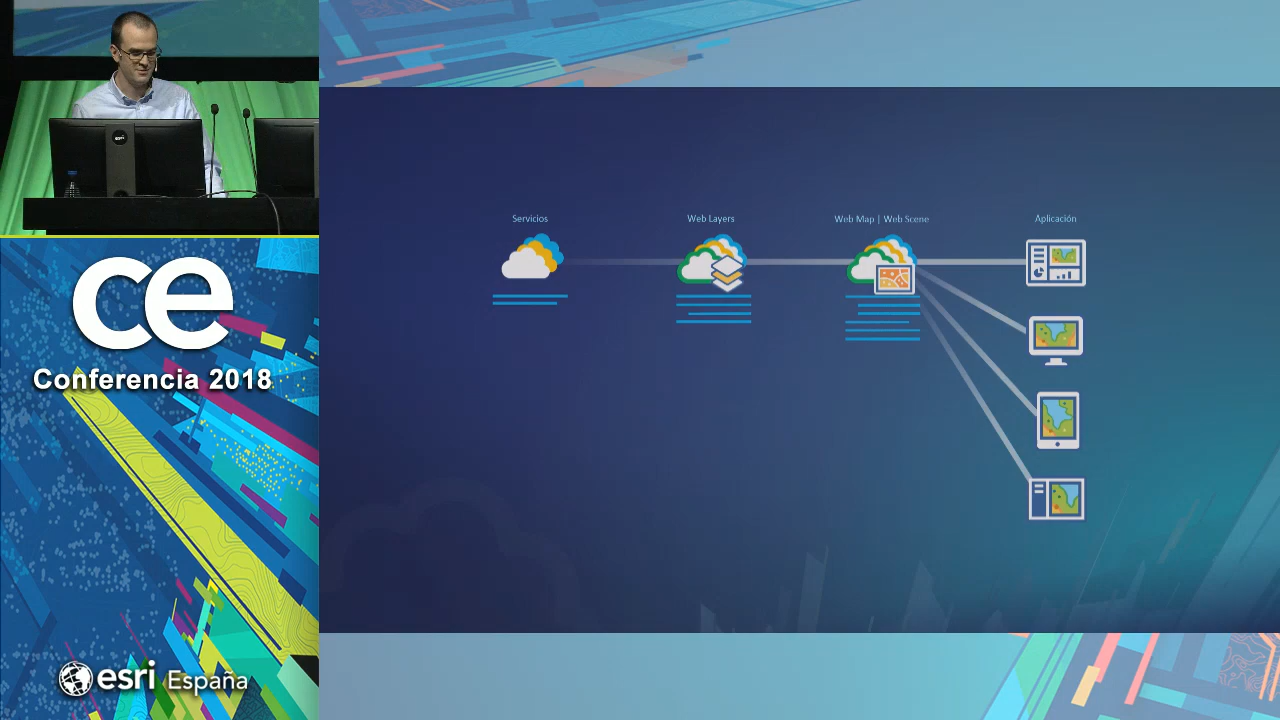 Servicios
Web Layers
Web Map | Web Scene
Aplicación
ce
Conferencia 2018
esri España